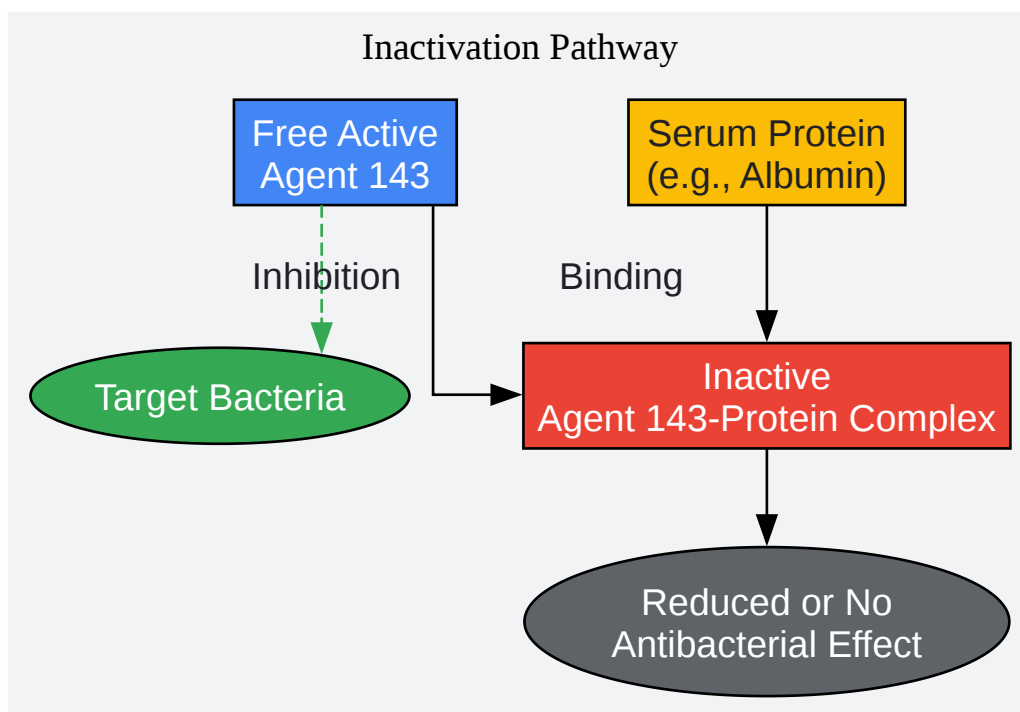 Inactivation Pathway
Free Active
Agent 143
Serum Protein
(e.g., Albumin)
Inhibition
Binding
Target Bacteria
Inactive
Agent 143-Protein Complex
Reduced or No
Antibacterial Effect